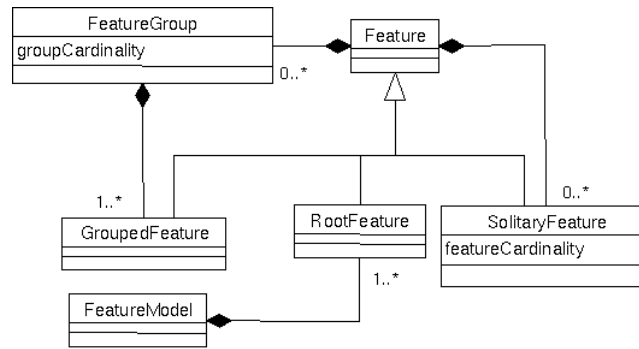 FeatureGroup
groupCardinality
Feature
0..*
1..*
0..*
GroupedFeature
RootFeature
SolitaryFeature
featureCardinality
1..*
FeatureModel